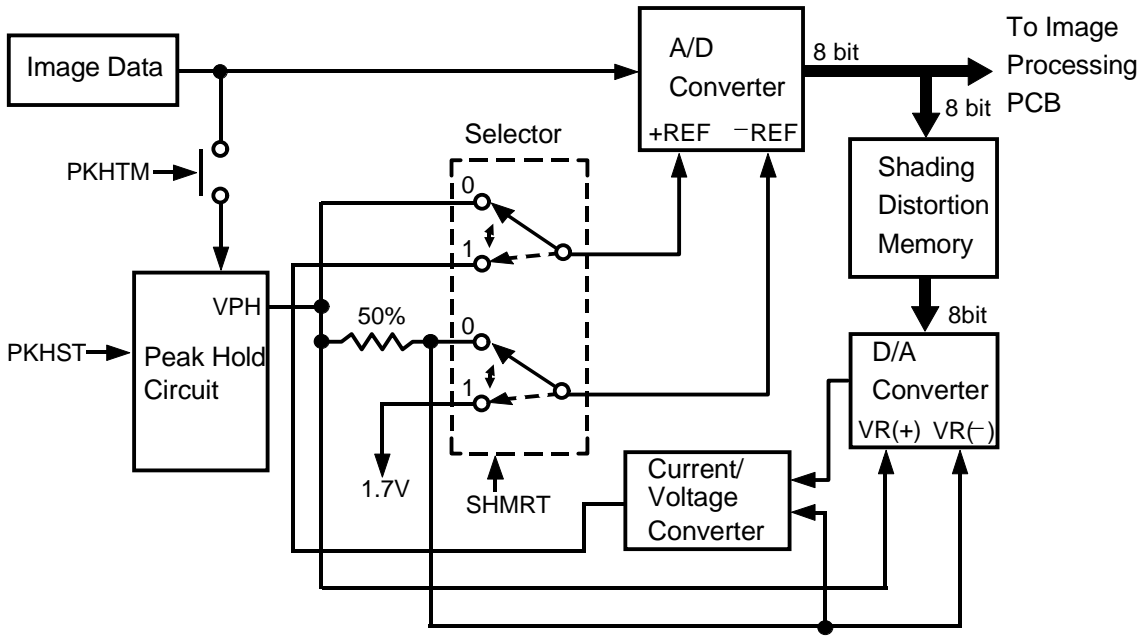 Image Data
PKHTM
PKHST
VPH
Peak Hold
Circuit
50%
Selector
0
1
0
1
1.7V
SHMRT
A/D
Converter
+REF −REF
8 bit
To Image
Processing
PCB
8 bit
Shading
Distortion
Memory
8bit
D/A
Converter
VR(+) VR(−)
Current/
Voltage
Converter